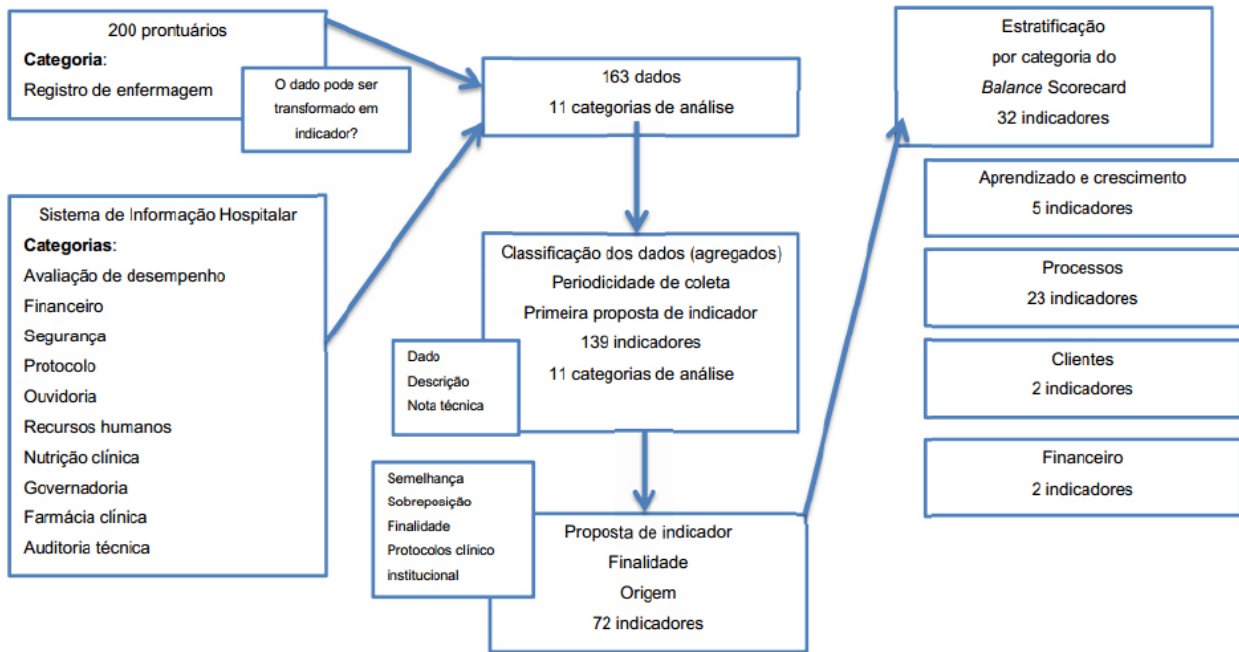 200 prontuários
Categoria:
Registro de enfermagem
O dado pode ser
transformado em
indicador?
Sistema de Informação Hospitalar
Categorias:
Avaliação de desempenho
Financeiro
Segurança
Protocolo
Ouvidoria
Recursos humanos
Nutrição clínica
Governadoria
Farmácia clínica
Auditoria técnica
163 dados
11 categorias de análise
Classificação dos dados (agregados)
Periodicidade de coleta
Primeira proposta de indicador
139 indicadores
11 categorias de análise
Dado
Descrição
Nota técnica
Semelhança
Sobreposição
Finalidade
Protocolos clínico
institucional
Proposta de indicador
Finalidade
Origem
72 indicadores
Estratificação
por categoria do
Balance Scorecard
32 indicadores
Aprendizado e crescimento
5 indicadores
Processos
23 indicadores
Clientes
2 indicadores
Financeiro
2 indicadores